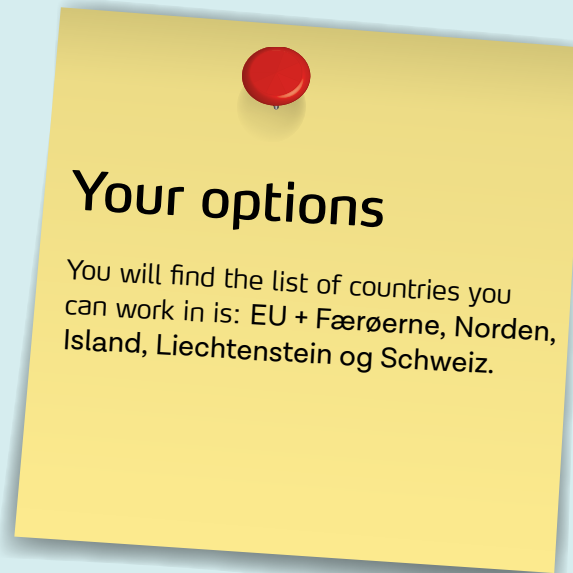 Your options
You will find the list of countries you
can work in is: EU + Færøerne, Norden,
Island, Liechtenstein og Schweiz.